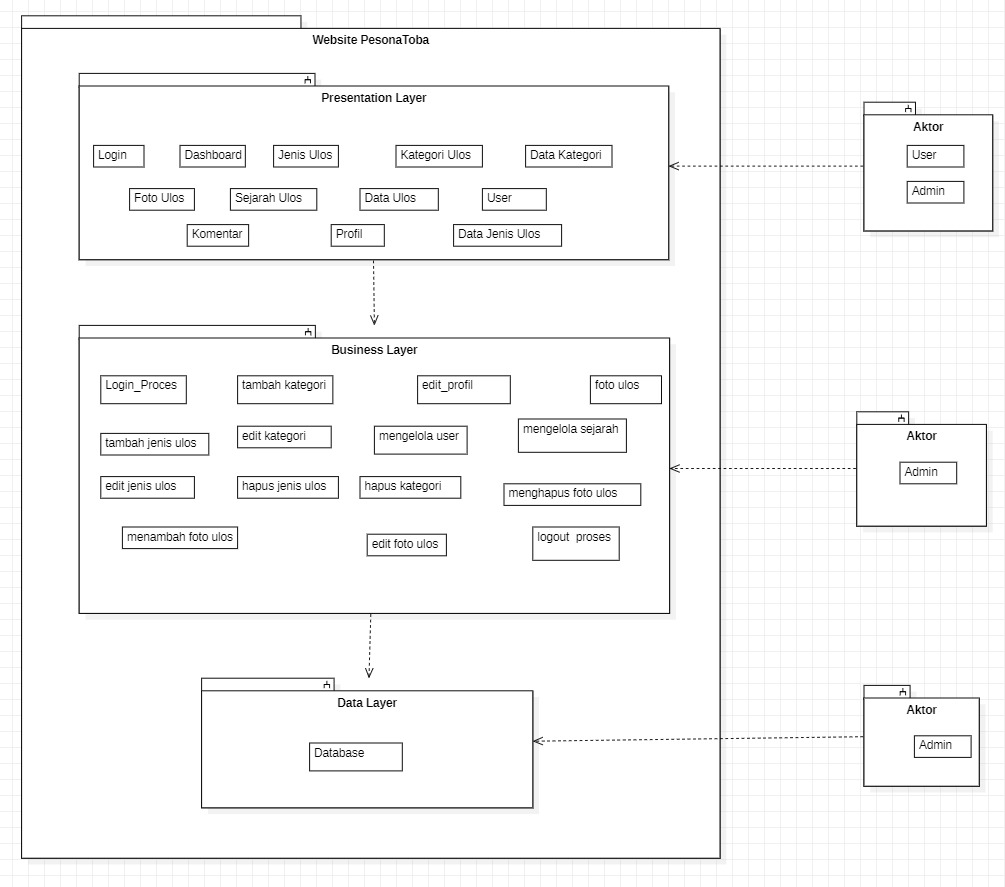 Website PesonaToba
Presentation Layer
Login
Dashboard
Jenis Ulos
Kategori Ulos
Data Kategori
Foto Ulos
Sejarah Ulos
Data Ulos
User
Komentar
Profil
Data Jenis Ulos
Aktor
User
Admin
Business Layer
Login_Proces
tambah kategori
edit_profil
foto ulos
tambah jenis ulos
edit kategori
mengelola user
mengelola sejarah
edit jenis ulos
hapus jenis ulos
hapus kategori
menghapus foto ulos
menambah foto ulos
edit foto ulos
logout  proses
Aktor
Admin
Data Layer
Database
Aktor
Admin